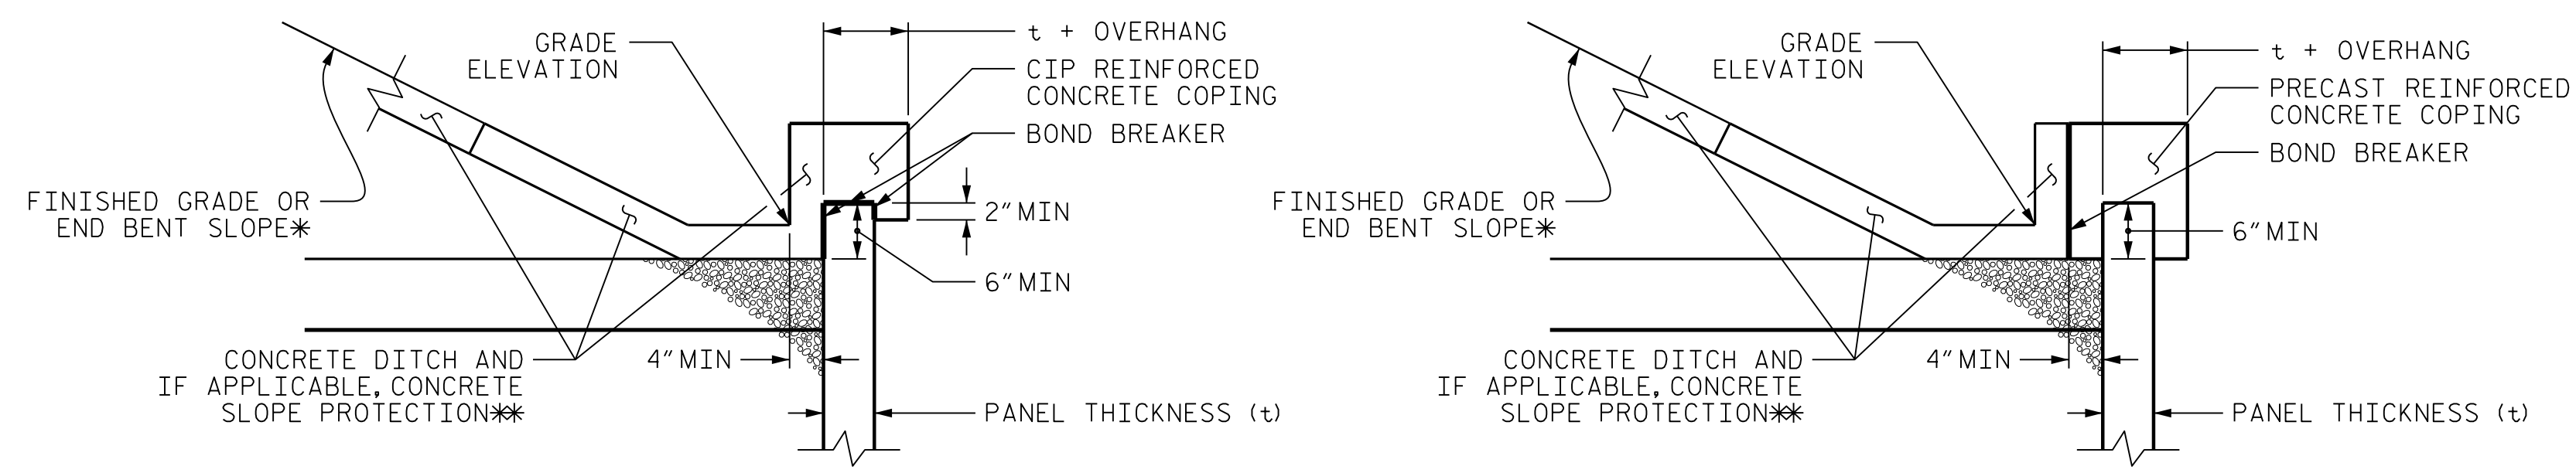 GRADE
ELEVATION
t + OVERHANG
CIP REINFORCED
CONCRETE COPING
BOND BREAKER
FINISHED GRADE OR
END BENT SLOPE*
2" MIN
6" MIN
CONCRETE DITCH AND
IF APPLICABLE, CONCRETE
SLOPE PROTECTION**
4" MIN
PANEL THICKNESS (t)
GRADE
ELEVATION
t + OVERHANG
PRECAST REINFORCED
CONCRETE COPING
BOND BREAKER
FINISHED GRADE OR
END BENT SLOPE*
6" MIN
CONCRETE DITCH AND
IF APPLICABLE, CONCRETE
SLOPE PROTECTION**
4" MIN
PANEL THICKNESS (t)